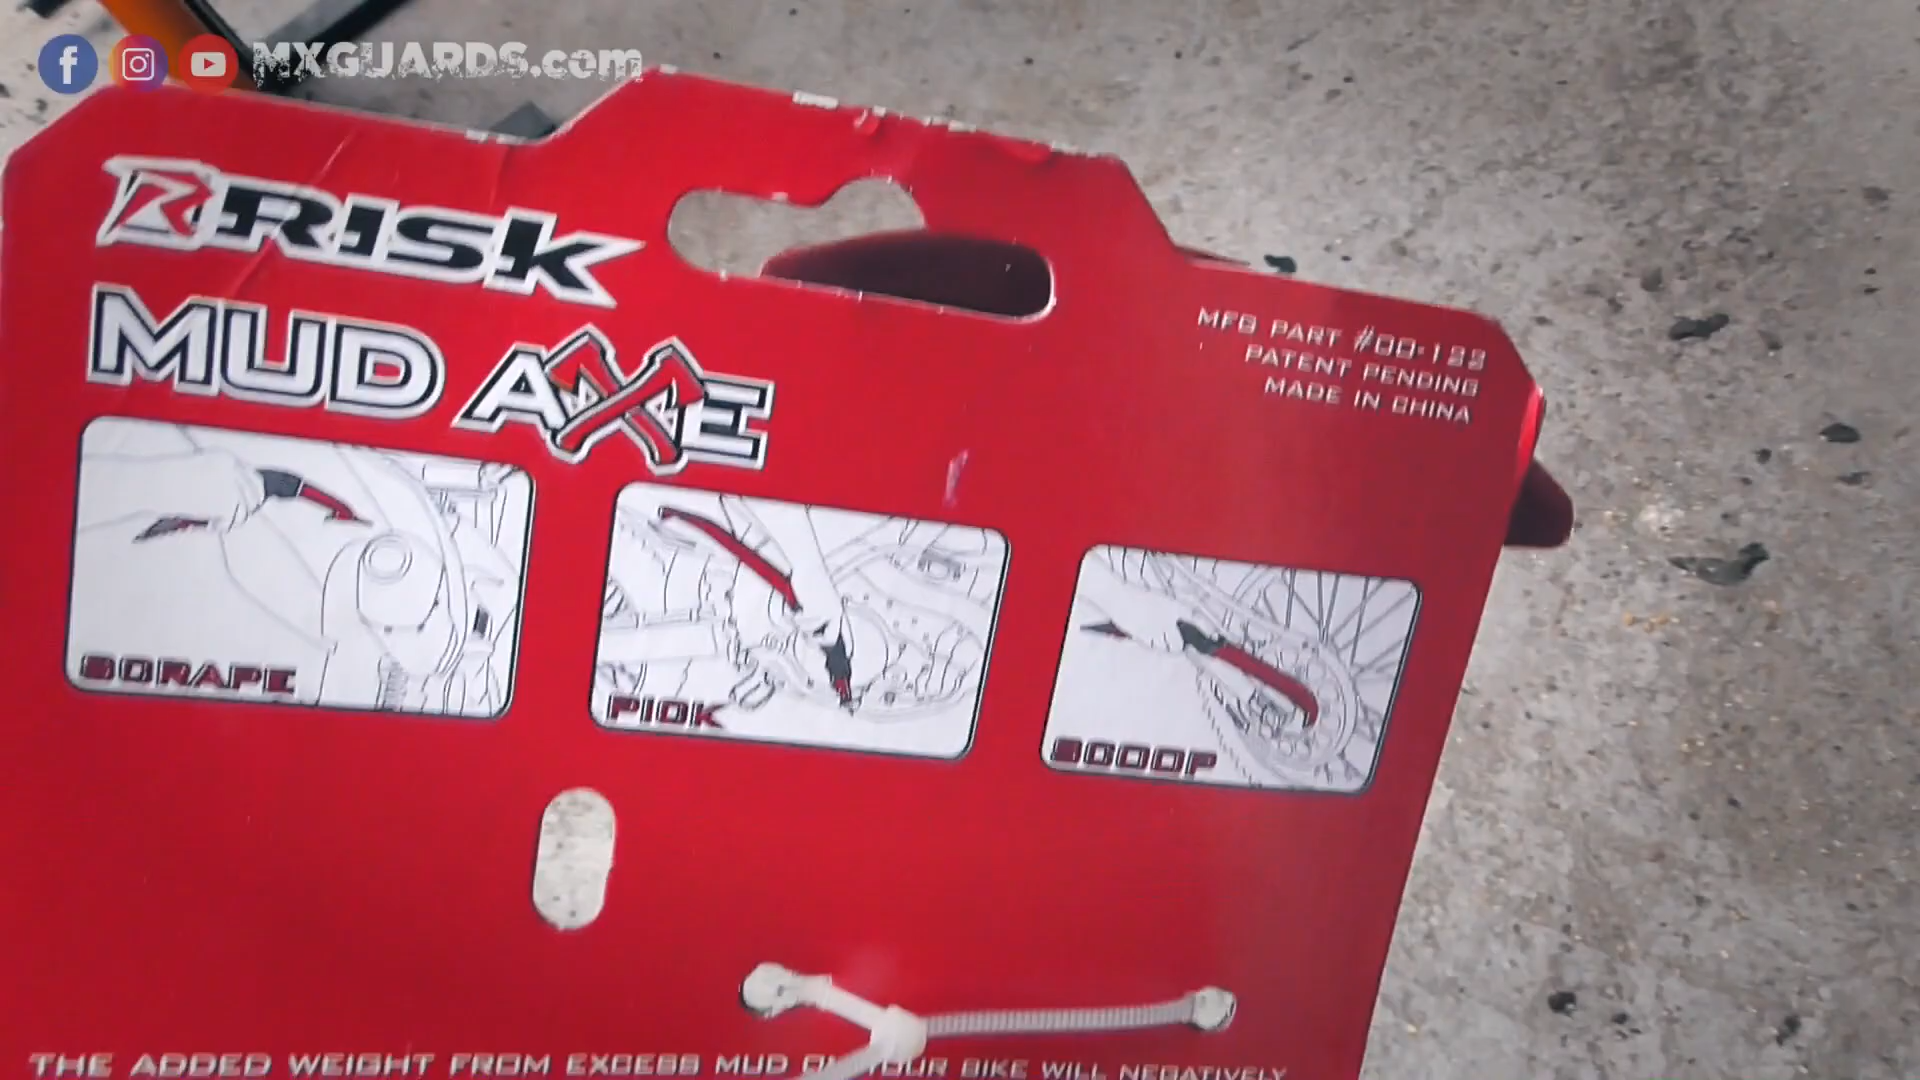 MXGUARDS.com
RISK
MUD AXE
MFG PART #00-122
PATENT PENDING
MADE IN CHINA
SCRAPE
PICK
SCOOP
THE ADDED WEIGHT FROM EXCESS MUD ON YOUR BIKE WILL NEGATIVELY